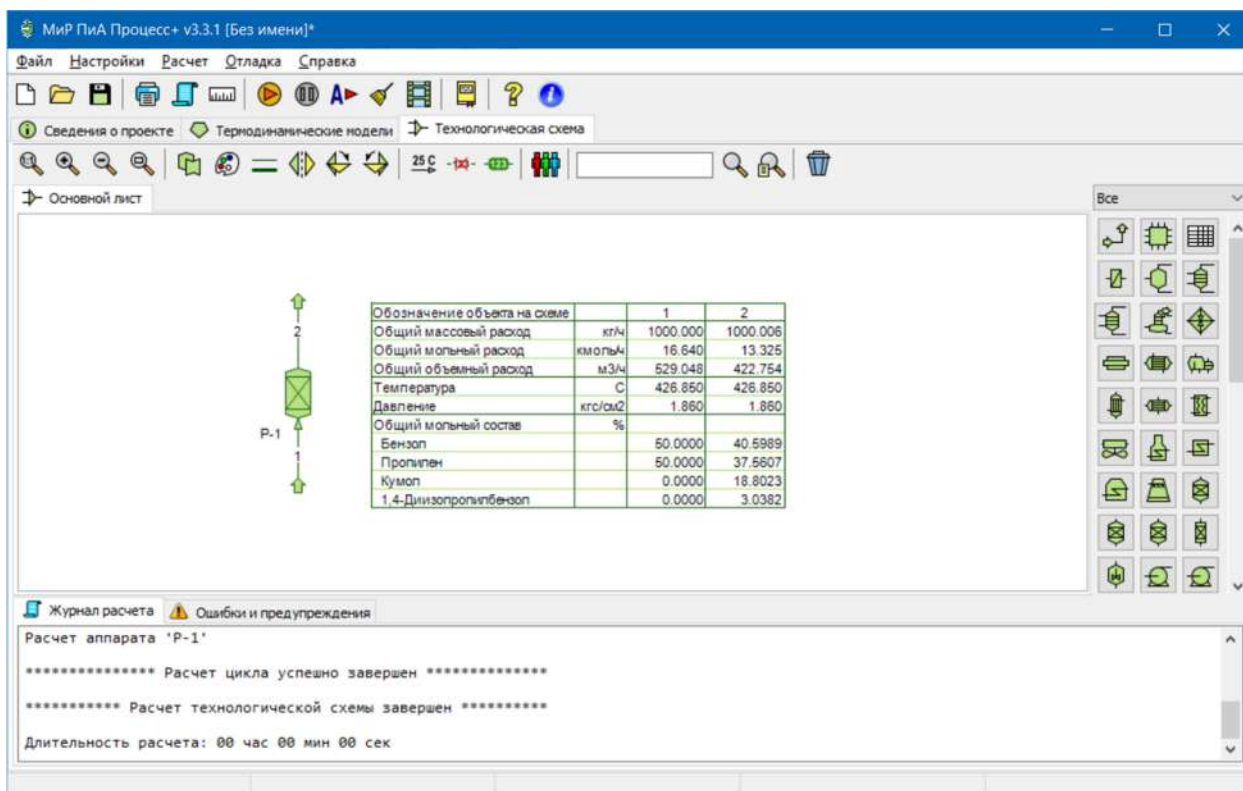 МиР ПиА Процесс+ v3.3.1 [Без имени]*
Файл Настройки Расчет Отладка Справка
Сведения о проекте Термодинамические модели Технологическая схема
25 C
Основной лист Все
2
P-1
1
Обозначение объекта на схеме 1 2
Общий массовый расход кг/ч 1000.000 1000.006
Общий мольный расход кмоль/ч 16.640 13.325
Общий объемный расход м3/ч 529.048 422.754
Температура C 426.850 426.850
Давление кгс/см2 1.860 1.860
Общий мольный состав %
Бензол 50.0000 40.5989
Пропилен 50.0000 37.5607
Кумол 0.0000 18.8023
1,4-Диизопропилбензол 0.0000 3.0382
Журнал расчета Ошибки и предупреждения
Расчет аппарата 'P-1'
*************** Расчет цикла успешно завершен **************
*********** Расчет технологической схемы завершен **********
Длительность расчета: 00 час 00 мин 00 сек